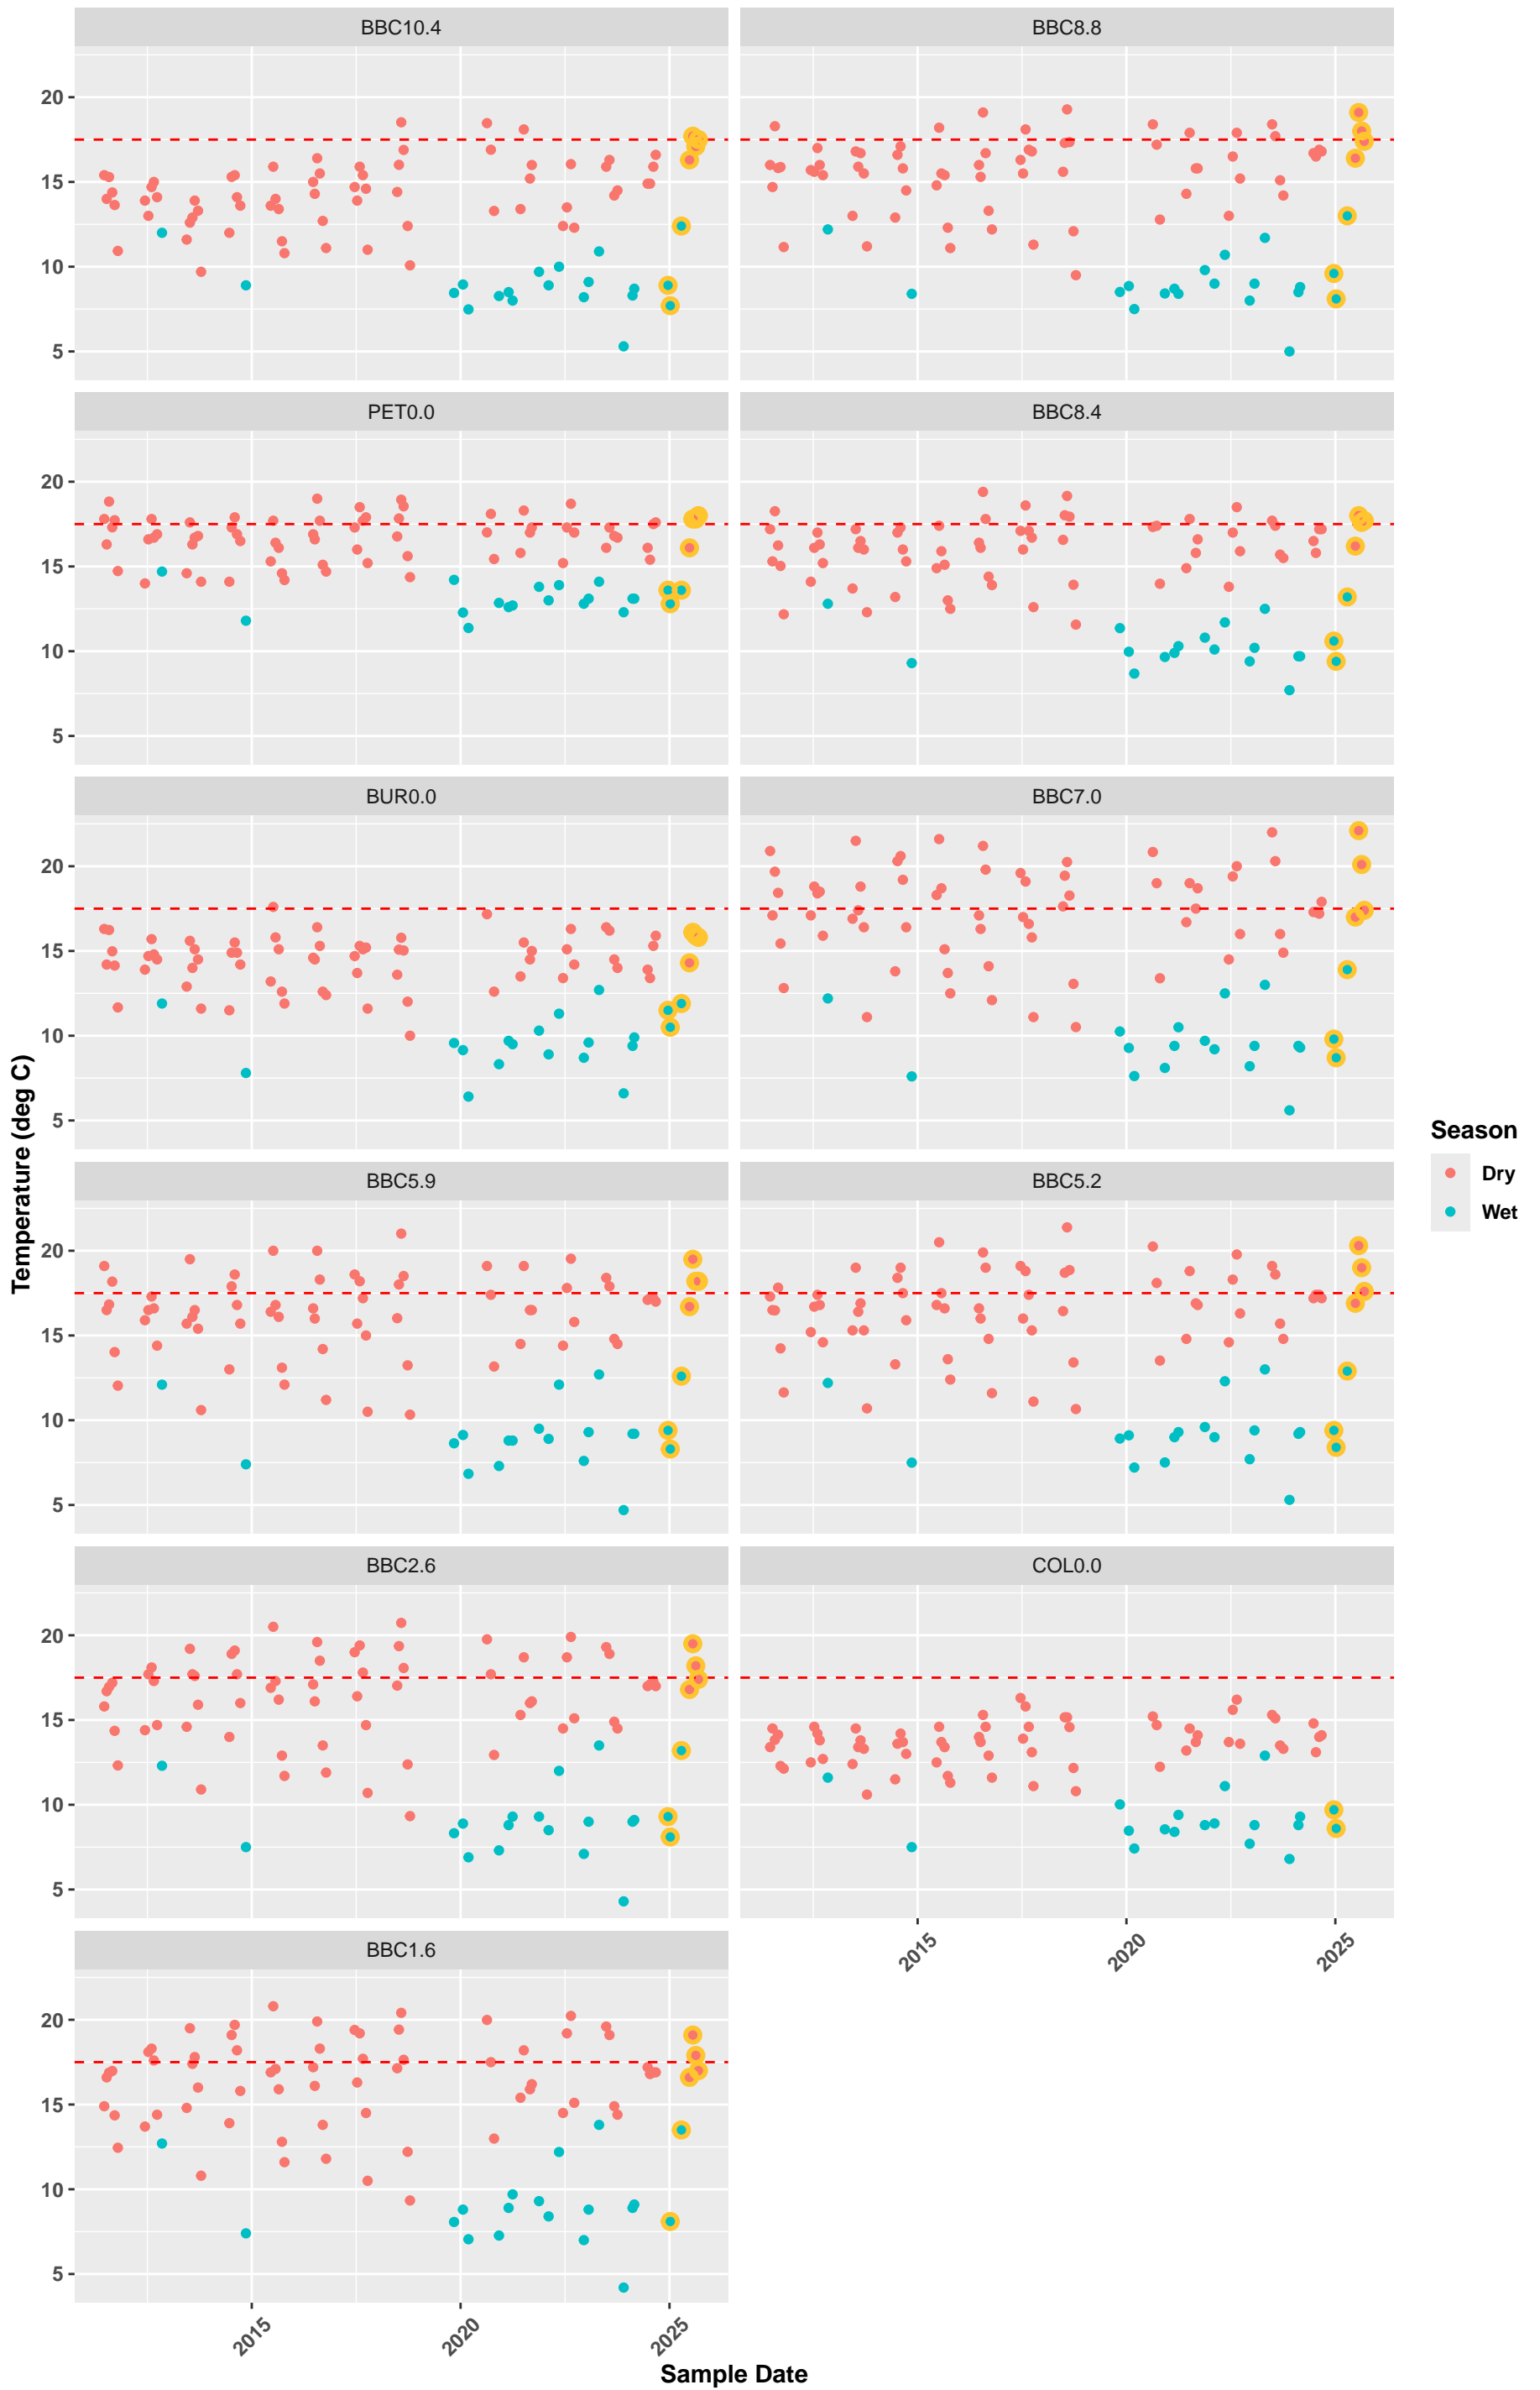 BBC10.4
BBC8.8
20
15
10
5
PET0.0
BBC8.4
20
15
10
5
BUR0.0
BBC7.0
20
15
10
5
BBC5.9
BBC5.2
20
15
10
5
BBC2.6
COL0.0
20
15
10
5
2015
2020
2025
BBC1.6
20
15
10
5
2015
2020
2025
Sample Date
Temperature (deg C)
Season
Dry
Wet